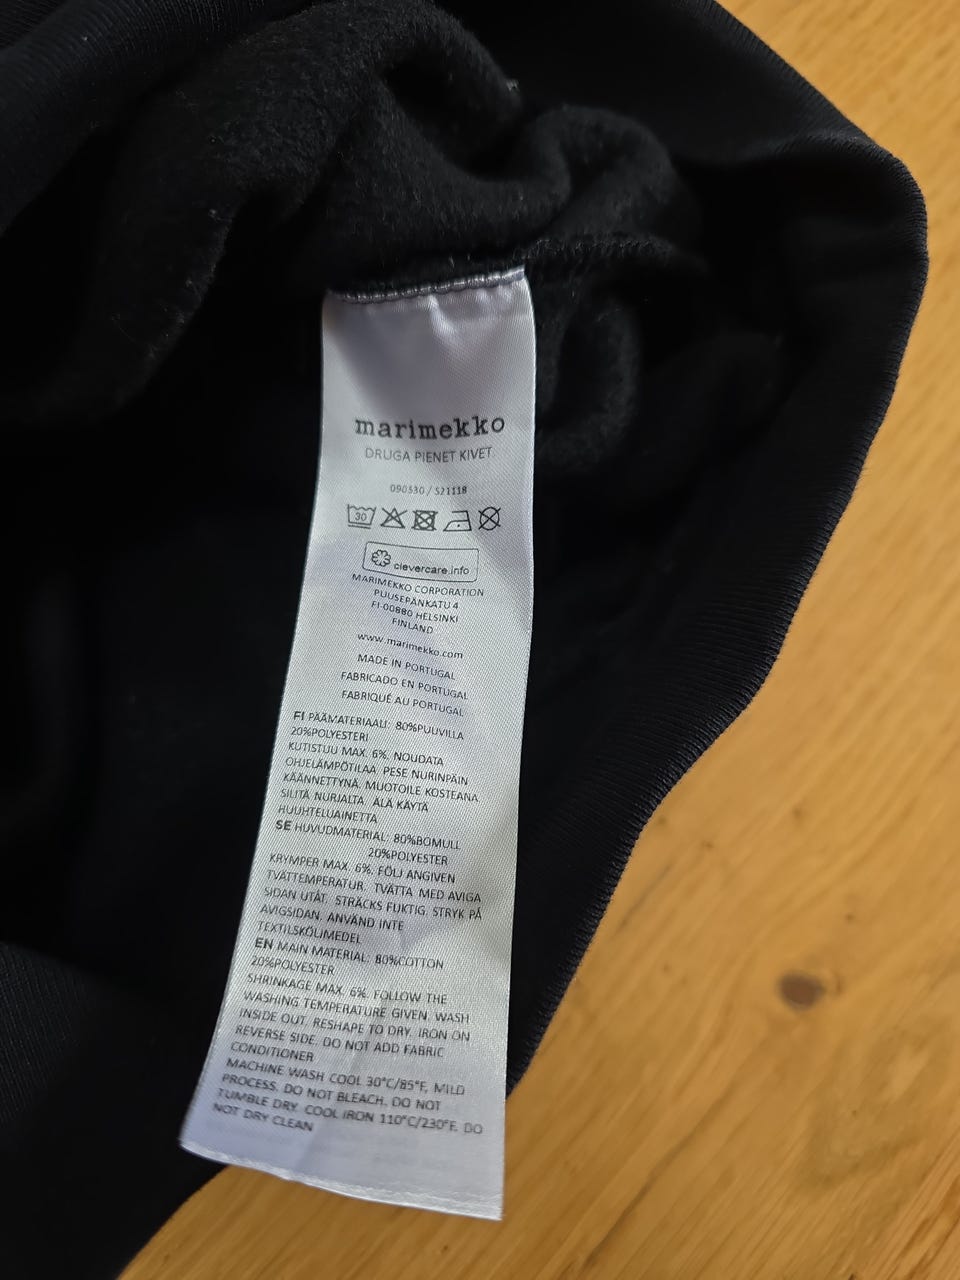 marimekko
DRUGA PIENET KIVET
090330 / S21118
30
clevercare.info
MARIMEKKO CORPORATION
PUUSEPÄNKATU 4
FI-00880 HELSINKI
FINLAND
www.marimekko.com
MADE IN PORTUGAL
FABRICADO EN PORTUGAL
FABRIQUÉ AU PORTUGAL
FI PÄÄMATERIAALI: 80%PUUVILLA
20%POLYESTERI
KUTISTUU MAX. 6%. NOUDATA
OHJELÄMPÖTILAA. PESE NURINPÄIN
KÄÄNNETTYNÄ. MUOTOILE KOSTEANA.
SILITÄ NURJALTA. ÄLÄ KÄYTÄ
HUUHTELUAINETTA
SE HUVUDMATERIAL: 80%BOMULL
20%POLYESTER
KRYMPER MAX. 6%. FÖLJ ANGIVEN
TVÄTTEMPERATUR. TVÄTTA MED AVIGA
SIDAN UTÅT. STRÄCKS FUKTIG. STRYK PÅ
AVIGSIDAN. ANVÄND INTE
TEXTILSKÖLJMEDEL
EN MAIN MATERIAL: 80%COTTON
20%POLYESTER
SHRINKAGE MAX. 6%. FOLLOW THE
WASHING TEMPERATURE GIVEN. WASH
INSIDE OUT. RESHAPE TO DRY. IRON ON
REVERSE SIDE. DO NOT ADD FABRIC
CONDITIONER
MACHINE WASH COOL 30°C/85°F, MILD
PROCESS. DO NOT BLEACH. DO NOT
TUMBLE DRY. COOL IRON 110°C/230°F. DO
NOT DRY CLEAN